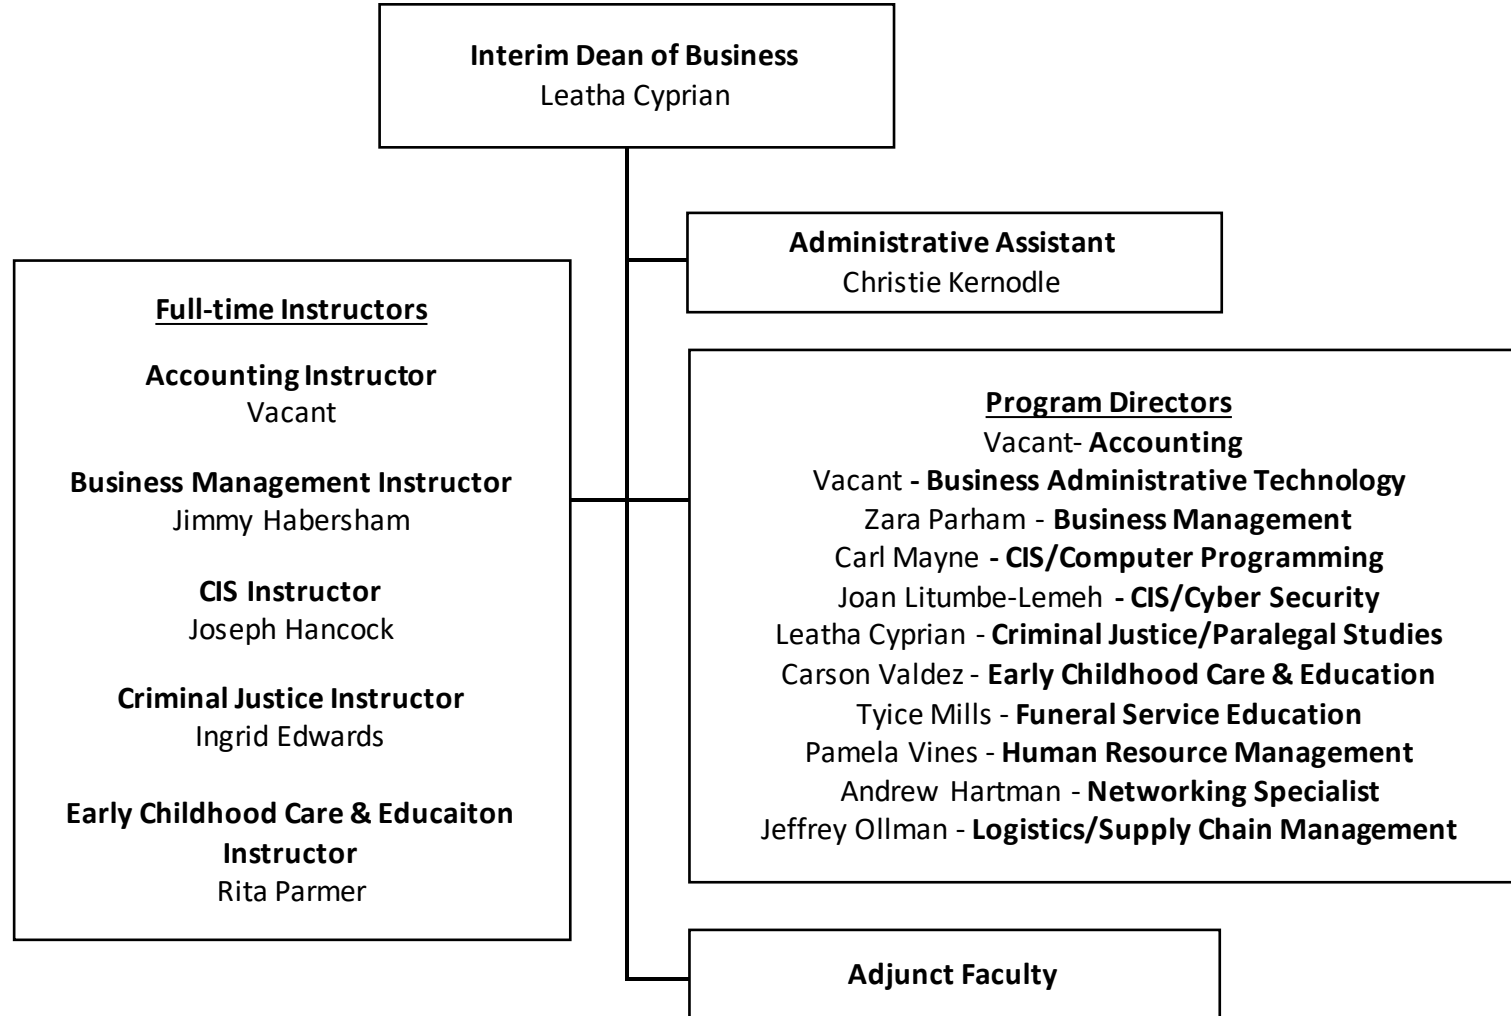 Interim Dean of Business
Leatha Cyprian
Administrative Assistant
Christie Kernodle
Full-time Instructors
Accounting Instructor
Vacant
Business Management Instructor
Jimmy Habersham
CIS Instructor
Joseph Hancock
Criminal Justice Instructor
Ingrid Edwards
Early Childhood Care & Educaiton
Instructor
Rita Parmer
Program Directors
Vacant- Accounting
Vacant - Business Administrative Technology
Zara Parham - Business Management
Carl Mayne - CIS/Computer Programming
Joan Litumbe-Lemeh - CIS/Cyber Security
Leatha Cyprian - Criminal Justice/Paralegal Studies
Carson Valdez - Early Childhood Care & Education
Tyice Mills - Funeral Service Education
Pamela Vines - Human Resource Management
Andrew Hartman - Networking Specialist
Jeffrey Ollman - Logistics/Supply Chain Management
Adjunct Faculty